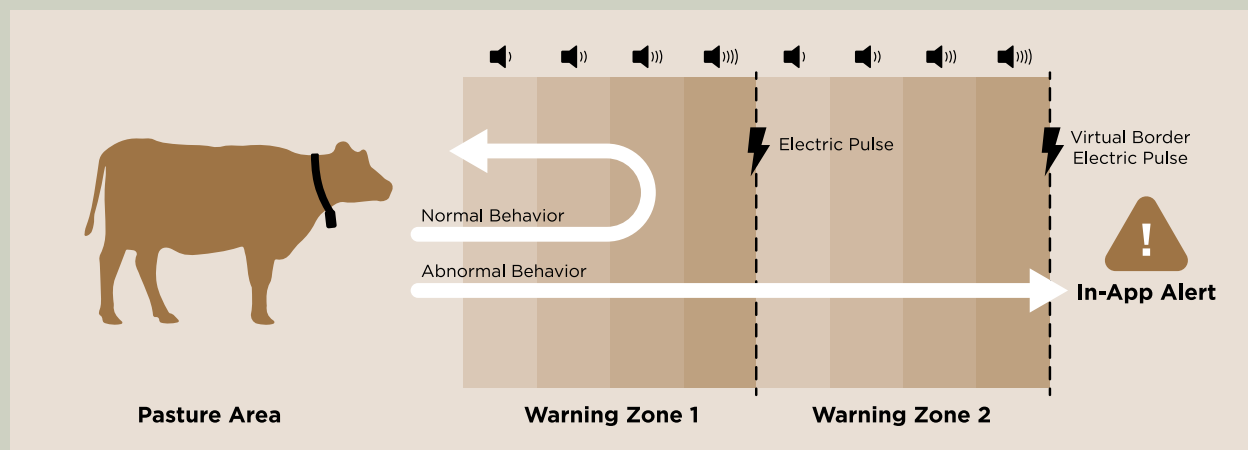 Electric Pulse
Virtual Border
Electric Pulse
Normal Behavior
Abnormal Behavior
!
In-App Alert
Pasture Area
Warning Zone 1
Warning Zone 2